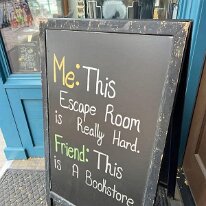 Me: This
Escape Room
is Really Hard.
Friend: This
is A Bookstore